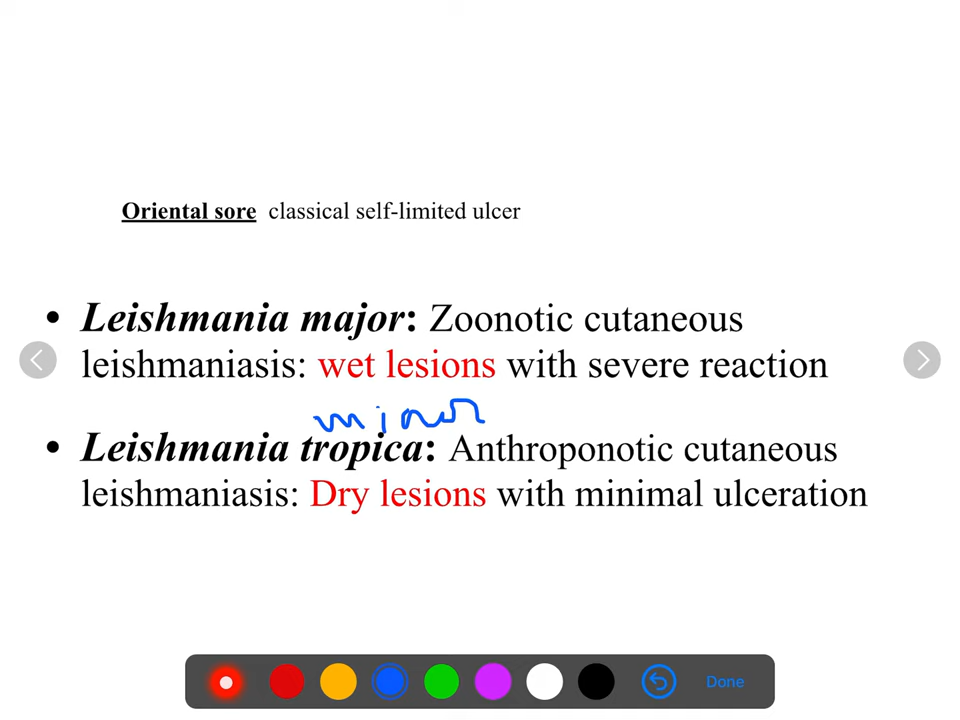 Oriental sore classical self-limited ulcer
• Leishmania major: Zoonotic cutaneous
leishmaniasis: wet lesions with severe reaction
minor
• Leishmania tropica: Anthroponotic cutaneous
leishmaniasis: Dry lesions with minimal ulceration
Done